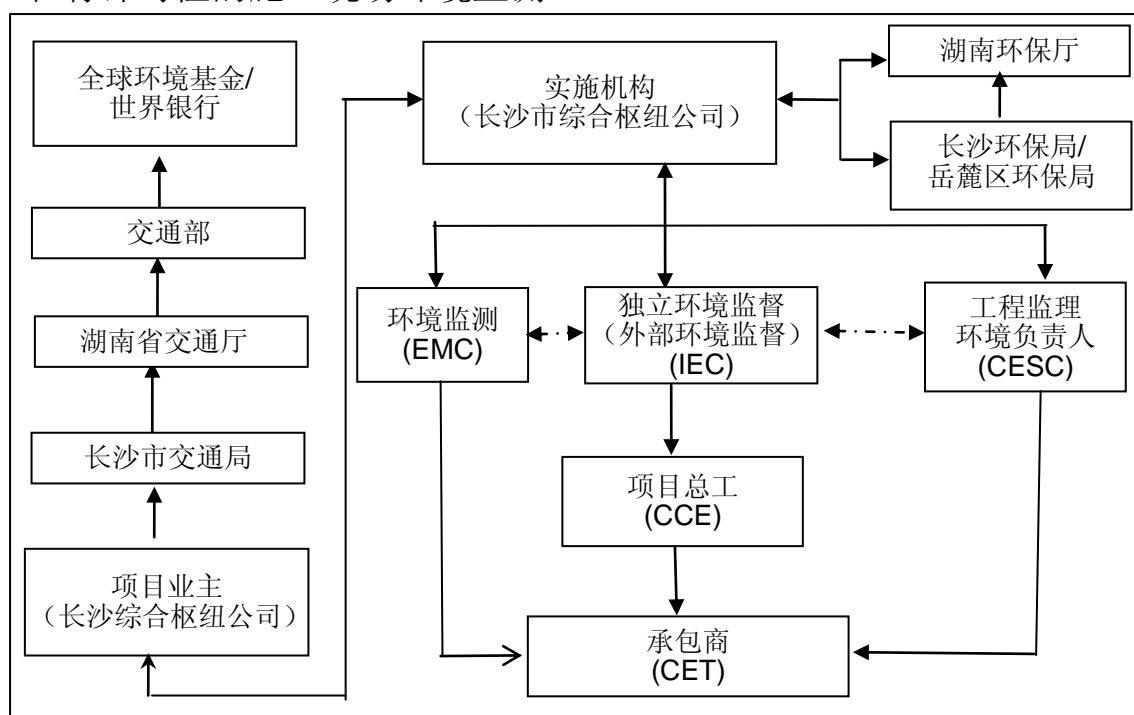 全球环境基金/
世界银行
交通部
湖南省交通厅
长沙市交通局
项目业主
（长沙综合枢纽公司）
实施机构
（长沙市综合枢纽公司）
湖南环保厅
长沙环保局/
岳麓区环保局
环境监测
(EMC)
独立环境监督
（外部环境监督）
(IEC)
工程监理
环境负责人
(CESC)
项目总工
(CCE)
承包商
(CET)